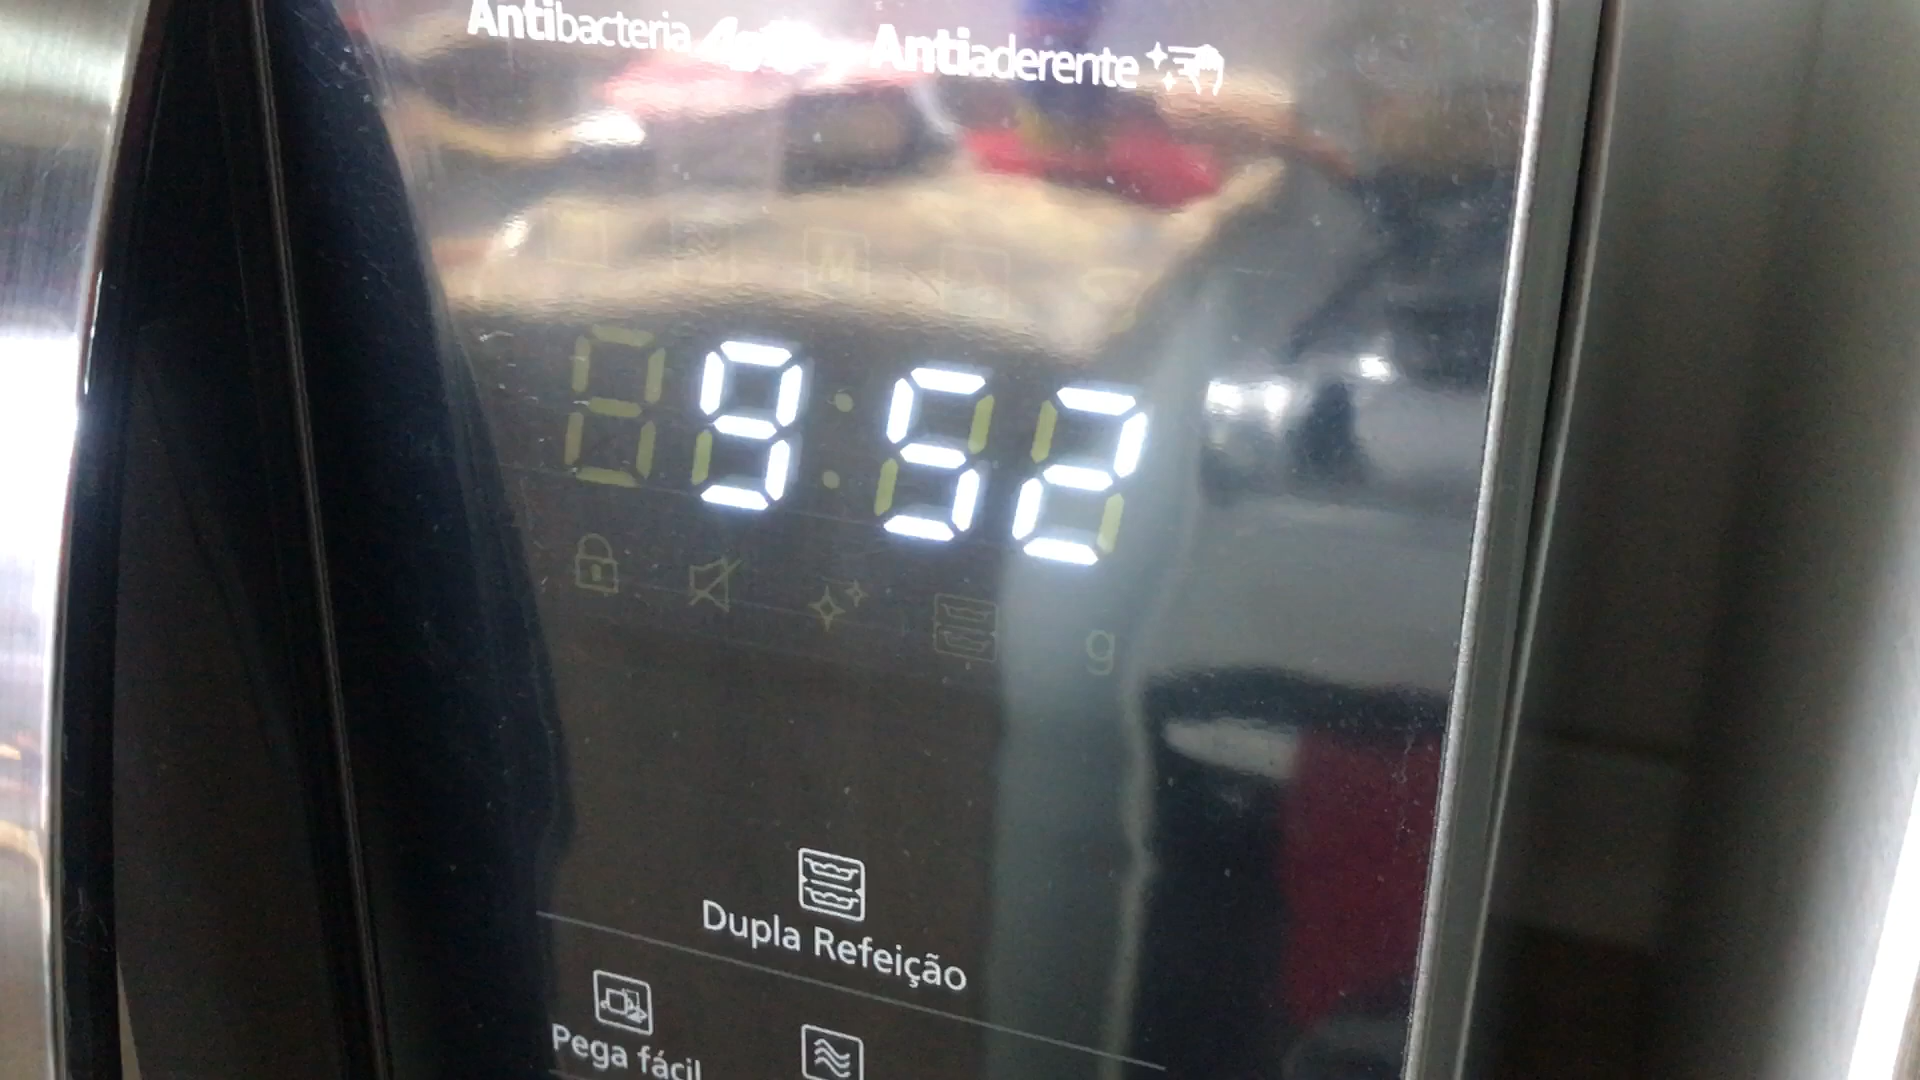 Antibacteria Antiaderente
9:52
g
Dupla Refeição
Pega fácil